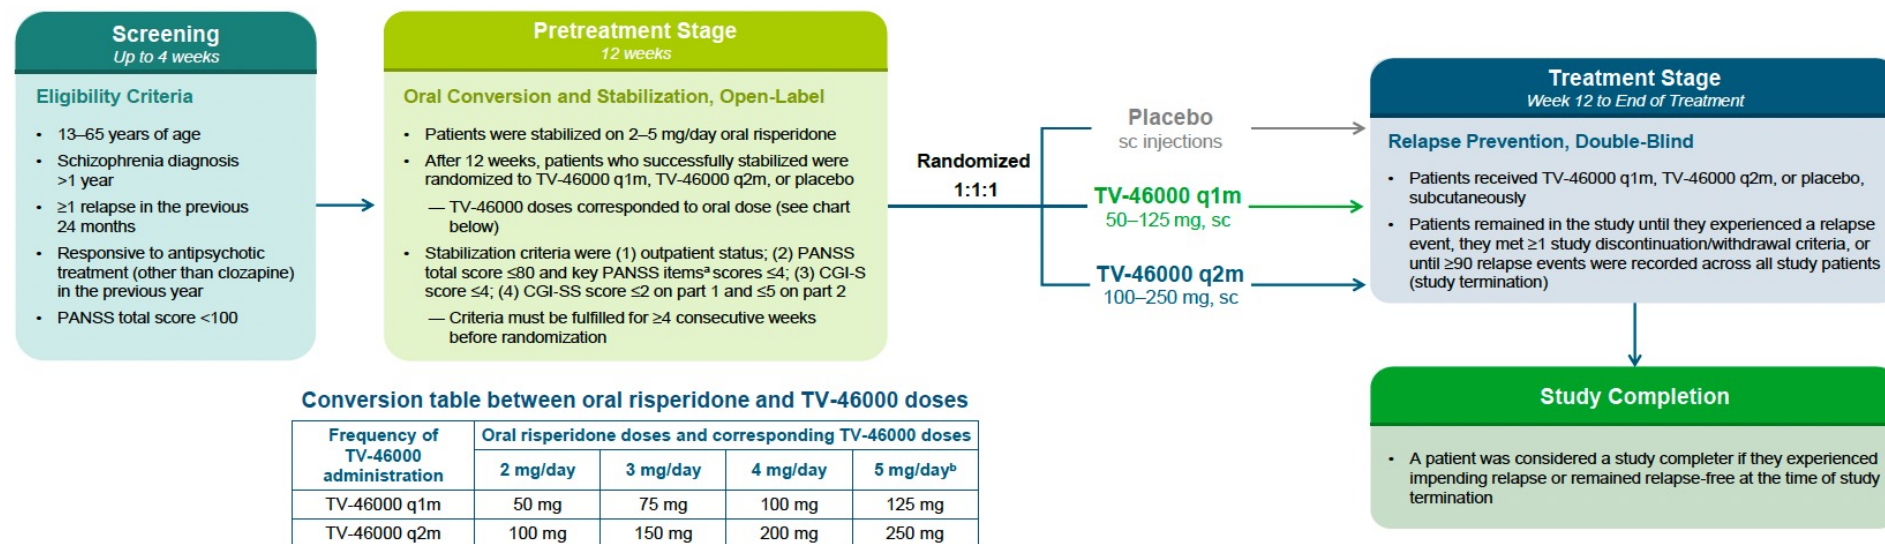 Screening
Up to 4 weeks
Eligibility Criteria
• 13–65 years of age
• Schizophrenia diagnosis
>1 year
• ≥1 relapse in the previous
24 months
• Responsive to antipsychotic
treatment (other than clozapine)
in the previous year
• PANSS total score <100
Pretreatment Stage
12 weeks
Oral Conversion and Stabilization, Open-Label
• Patients were stabilized on 2–5 mg/day oral risperidone
• After 12 weeks, patients who successfully stabilized were
randomized to TV-46000 q1m, TV-46000 q2m, or placebo
— TV-46000 doses corresponded to oral dose (see chart
below)
• Stabilization criteria were (1) outpatient status; (2) PANSS
total score ≤80 and key PANSS itemsᵃ scores ≤4; (3) CGI-S
score ≤4; (4) CGI-SS score ≤2 on part 1 and ≤5 on part 2
— Criteria must be fulfilled for ≥4 consecutive weeks
before randomization
Randomized
1:1:1
Placebo
sc injections
TV-46000 q1m
50–125 mg, sc
TV-46000 q2m
100–250 mg, sc
Treatment Stage
Week 12 to End of Treatment
Relapse Prevention, Double-Blind
• Patients received TV-46000 q1m, TV-46000 q2m, or placebo,
subcutaneously
• Patients remained in the study until they experienced a relapse
event, they met ≥1 study discontinuation/withdrawal criteria, or
until ≥90 relapse events were recorded across all study patients
(study termination)
Study Completion
• A patient was considered a study completer if they experienced
impending relapse or remained relapse-free at the time of study
termination
Conversion table between oral risperidone and TV-46000 doses
Frequency of
TV-46000
administration
Oral risperidone doses and corresponding TV-46000 doses
2 mg/day 3 mg/day 4 mg/day 5 mg/dayᵇ
TV-46000 q1m 50 mg 75 mg 100 mg 125 mg
TV-46000 q2m 100 mg 150 mg 200 mg 250 mg